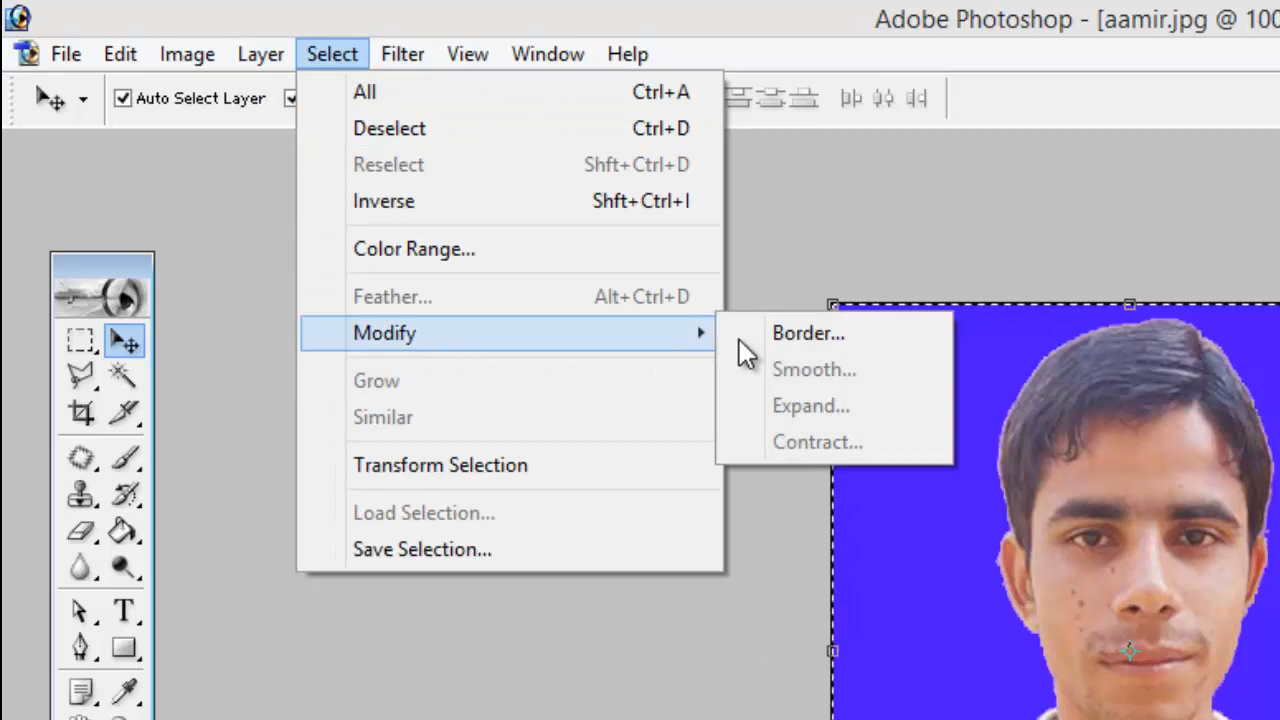 Adobe Photoshop - [aamir.jpg @ 100
File Edit Image Layer Select Filter View Window Help
Auto Select Layer
All Ctrl+A
Deselect Ctrl+D
Reselect Shft+Ctrl+D
Inverse Shft+Ctrl+I
Color Range...
Feather... Alt+Ctrl+D
Modify
Border...
Smooth...
Expand...
Contract...
Grow
Similar
Transform Selection
Load Selection...
Save Selection...
T